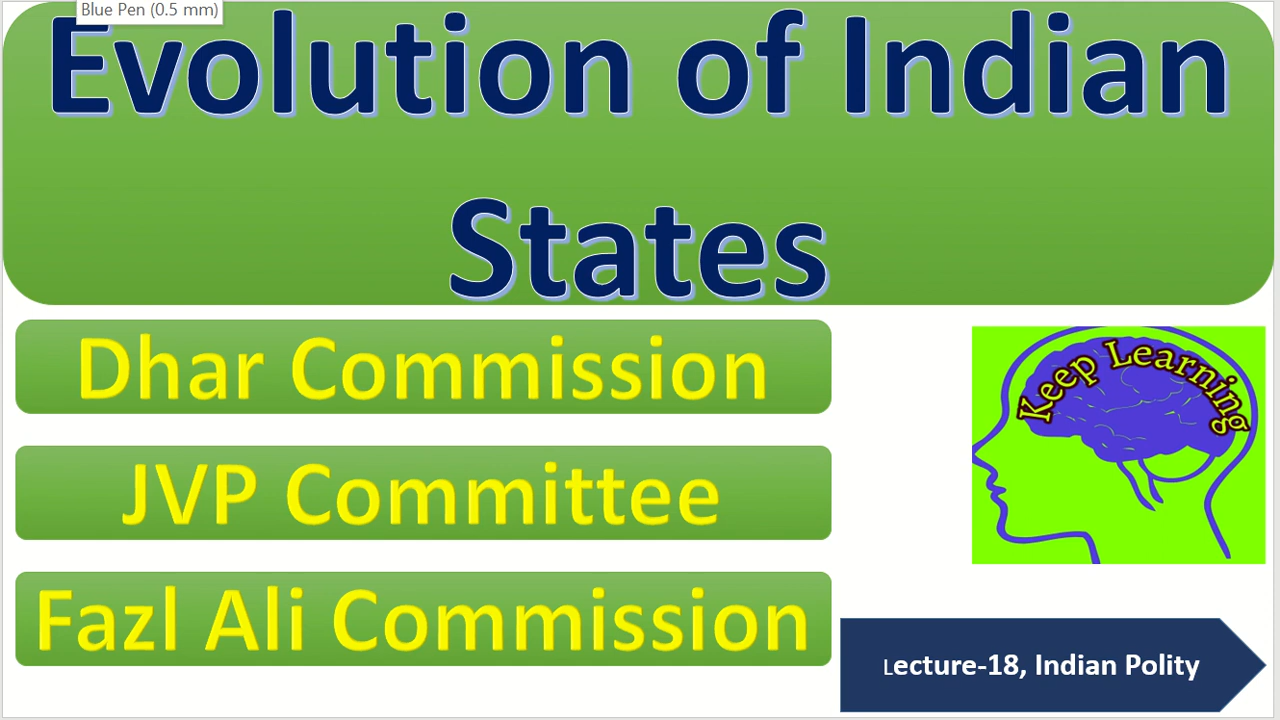 Blue Pen (0.5 mm)
Evolution of Indian
States
Dhar Commission
JVP Committee
Fazl Ali Commission
Keep Learning
Lecture-18, Indian Polity